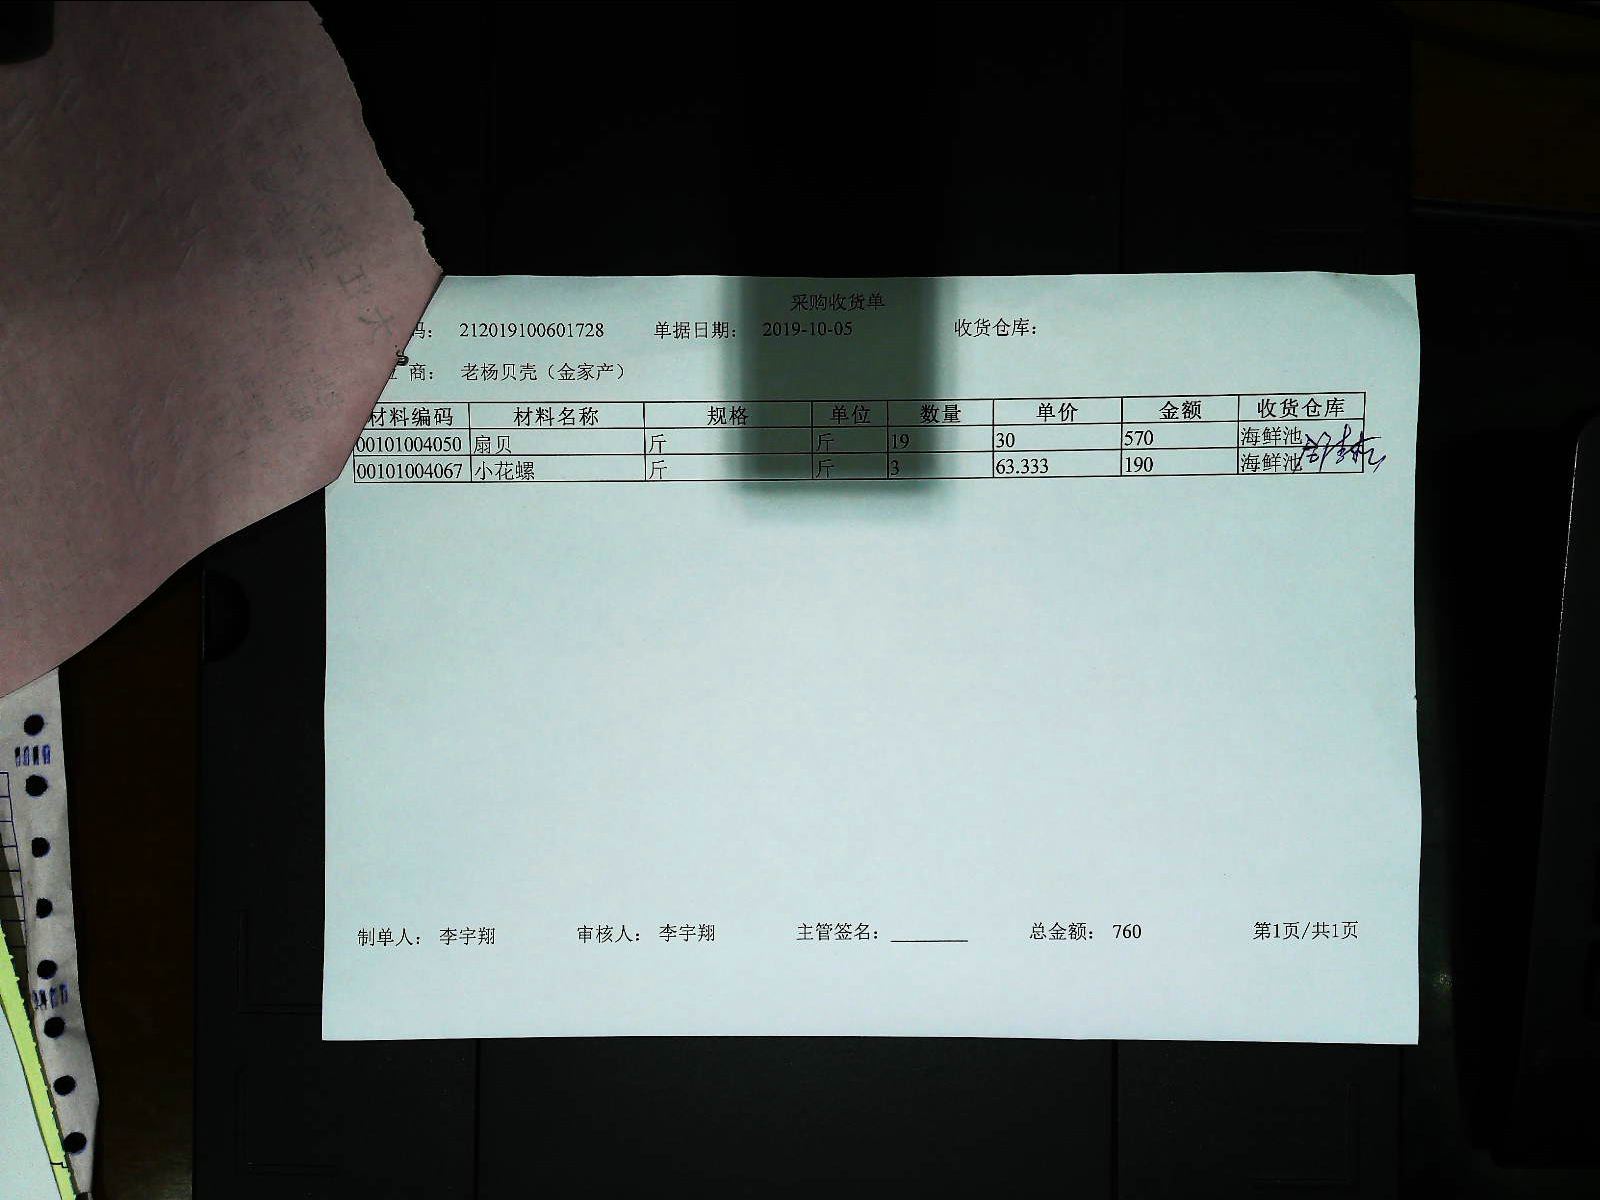 采购收货单
码： 212019100601728 单据日期： 2019-10-05 收货仓库：
商： 老杨贝壳（金家产）
材料编码 材料名称 规格 单位 数量 单价 金额 收货仓库
00101004050 扇贝 斤 斤 19 30 570 海鲜池
00101004067 小花螺 斤 斤 3 63.333 190 海鲜池
制单人： 李宇翔 审核人： 李宇翔 主管签名： 总金额： 760 第1页/共1页